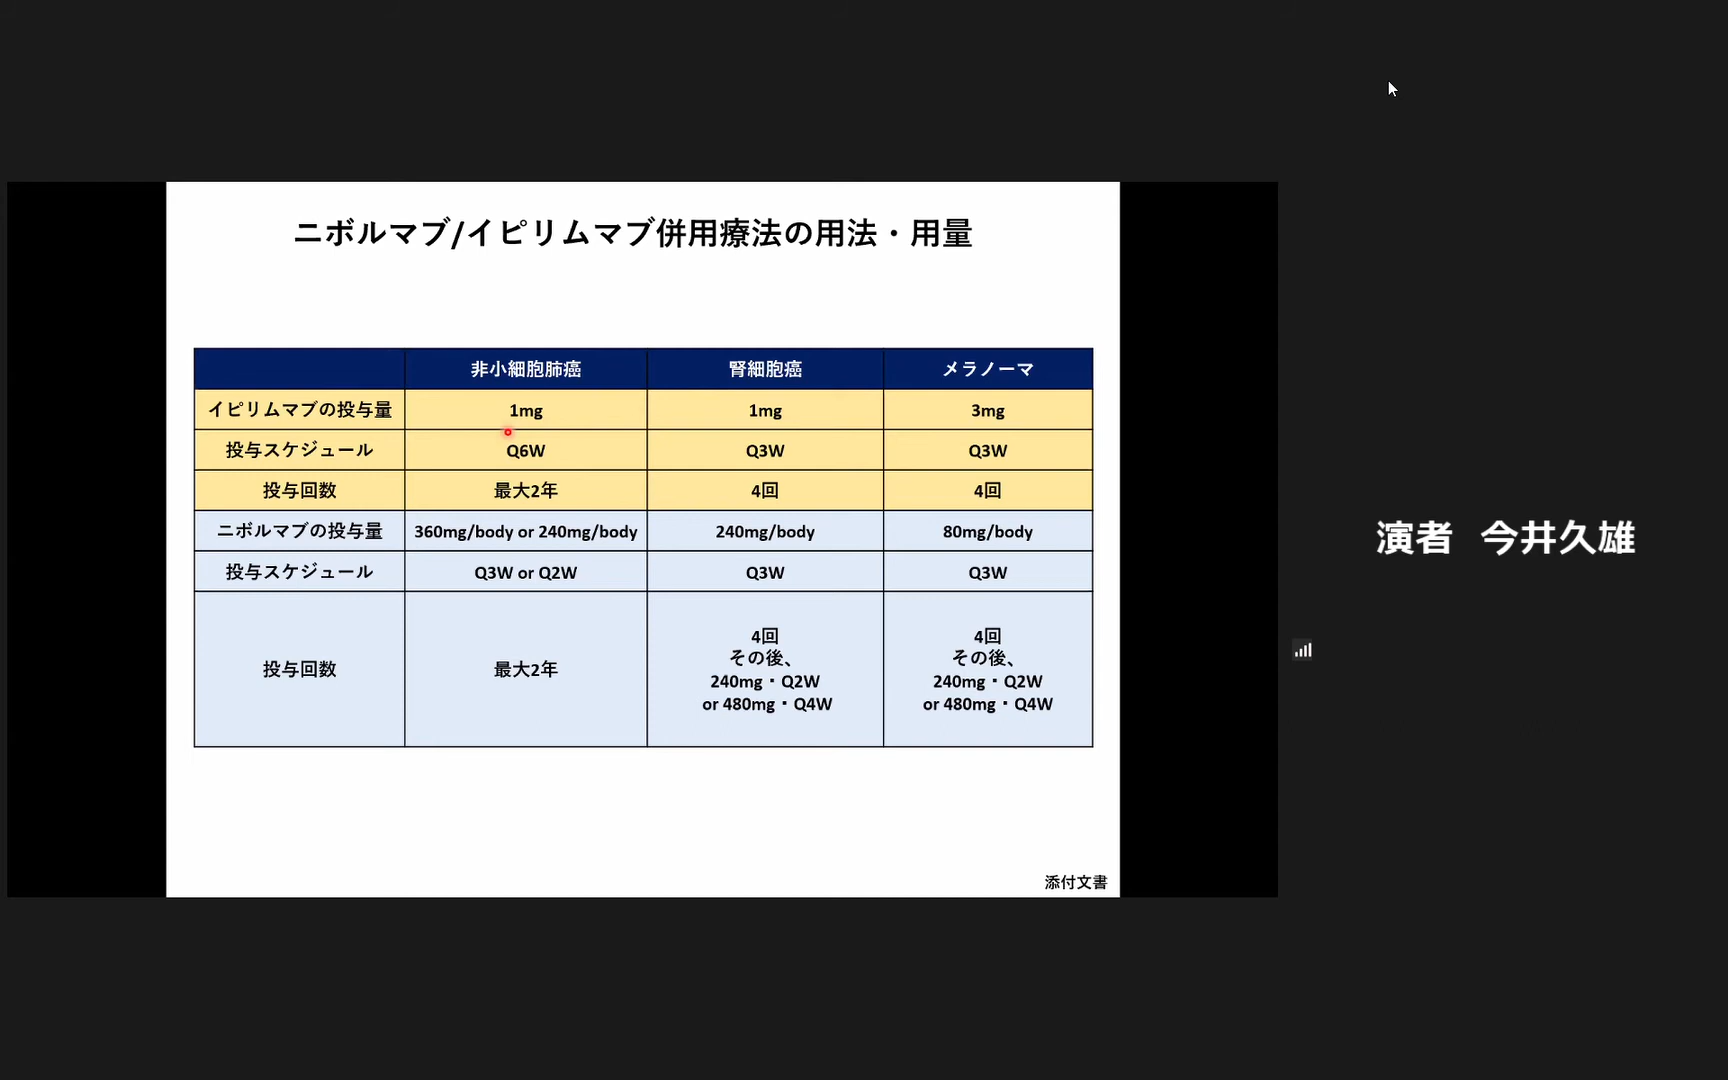 ニボルマブ/イピリムマブ併用療法の用法・用量
非小細胞肺癌 腎細胞癌 メラノーマ
イピリムマブの投与量 1mg 1mg 3mg
投与スケジュール Q6W Q3W Q3W
投与回数 最大2年 4回 4回
ニボルマブの投与量 360mg/body or 240mg/body 240mg/body 80mg/body
投与スケジュール Q3W or Q2W Q3W Q3W
投与回数 最大2年
4回
その後、
240mg・Q2W
or 480mg・Q4W
4回
その後、
240mg・Q2W
or 480mg・Q4W
添付文書
演者 今井久雄